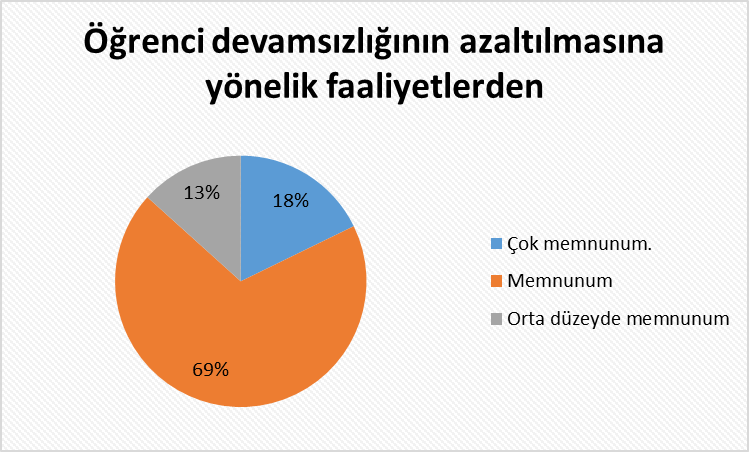 Öğrenci devamsızlığının azaltılmasına
yönelik faaliyetlerden
13%
18%
69%
Çok memnunum.
Memnunum
Orta düzeyde memnunum